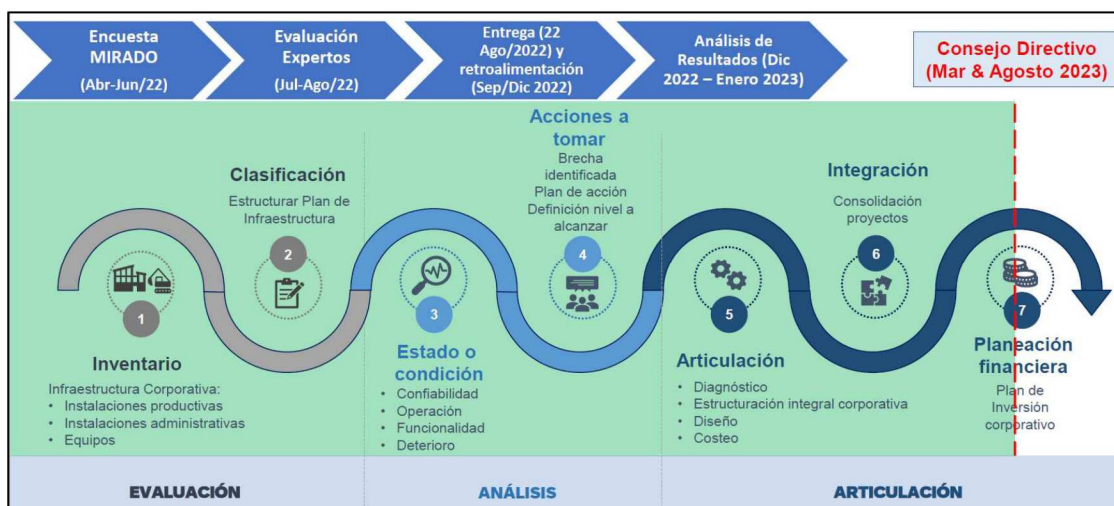 Encuesta
MIRADO
(Abr-Jun/22)
Evaluación
Expertos
(Jul-Ago/22)
Entrega (22
Ago/2022) y
retroalimentación
(Sep/Dic 2022)
Análisis de
Resultados (Dic
2022 – Enero 2023)
Consejo Directivo
(Mar & Agosto 2023)
1
Inventario
Infraestructura Corporativa:
• Instalaciones productivas
• Instalaciones administrativas
• Equipos
Clasificación
Estructurar Plan de
Infraestructura
2
3
Estado o
condición
• Confiabilidad
• Operación
• Funcionalidad
• Deterioro
Acciones a
tomar
Brecha
identificada
Plan de acción
Definición nivel a
alcanzar
4
5
Articulación
• Diagnóstico
• Estructuración integral corporativa
• Diseño
• Costeo
Integración
Consolidación
proyectos
6
7
Planeación
financiera
Plan de
Inversión
corporativo
EVALUACIÓN
ANÁLISIS
ARTICULACIÓN